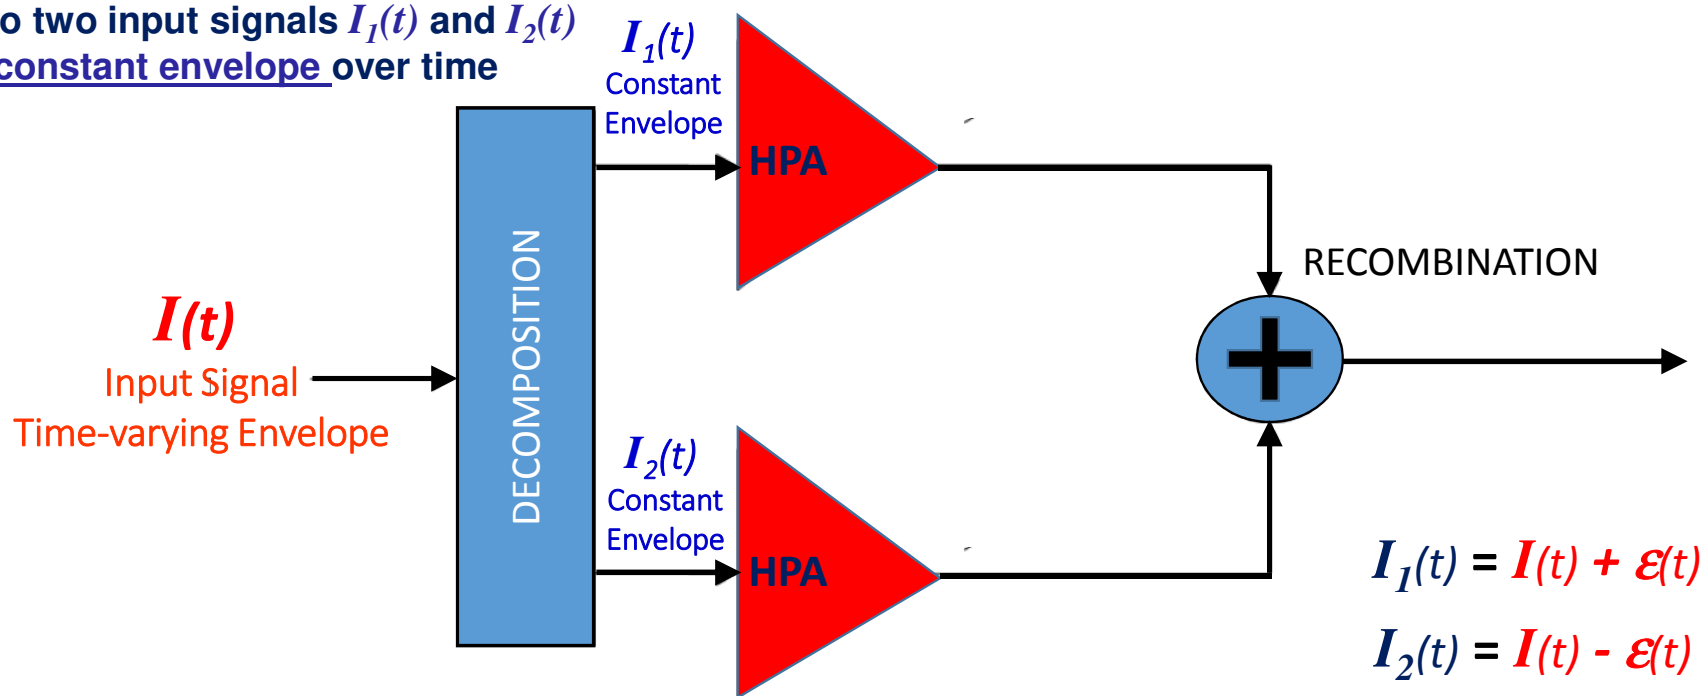 o two input signals I1(t) and I2(t)
constant envelope over time
I1(t)
Constant
Envelope
HPA
DECOMPOSITION
RECOMBINATION
I(t)
Input Signal
Time-varying Envelope
I2(t)
Constant
Envelope
HPA
I1(t) = I(t) + ε(t)
I2(t) = I(t) - ε(t)